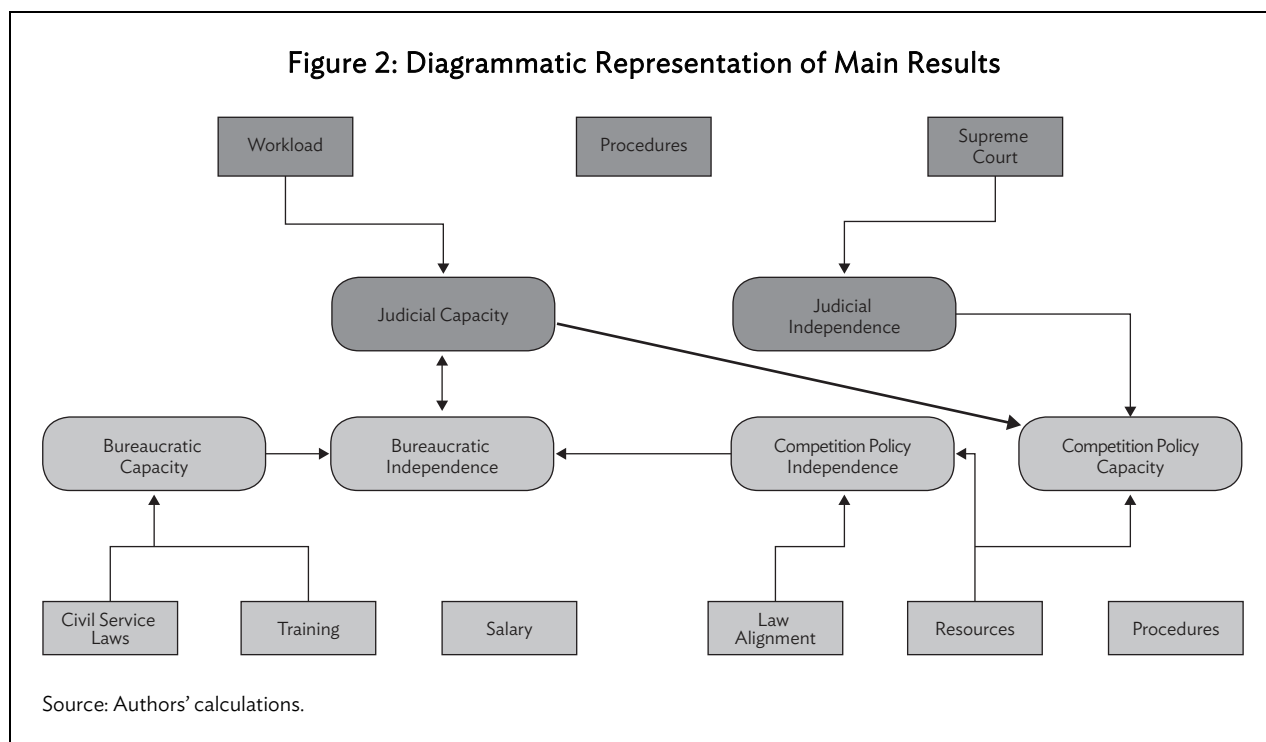 Figure 2: Diagrammatic Representation of Main Results
Workload
Procedures
Supreme
Court
Judicial Capacity
Judicial
Independence
Bureaucratic
Capacity
Bureaucratic
Independence
Competition Policy
Independence
Competition Policy
Capacity
Civil Service
Laws
Training
Salary
Law
Alignment
Resources
Procedures
Source: Authors’ calculations.